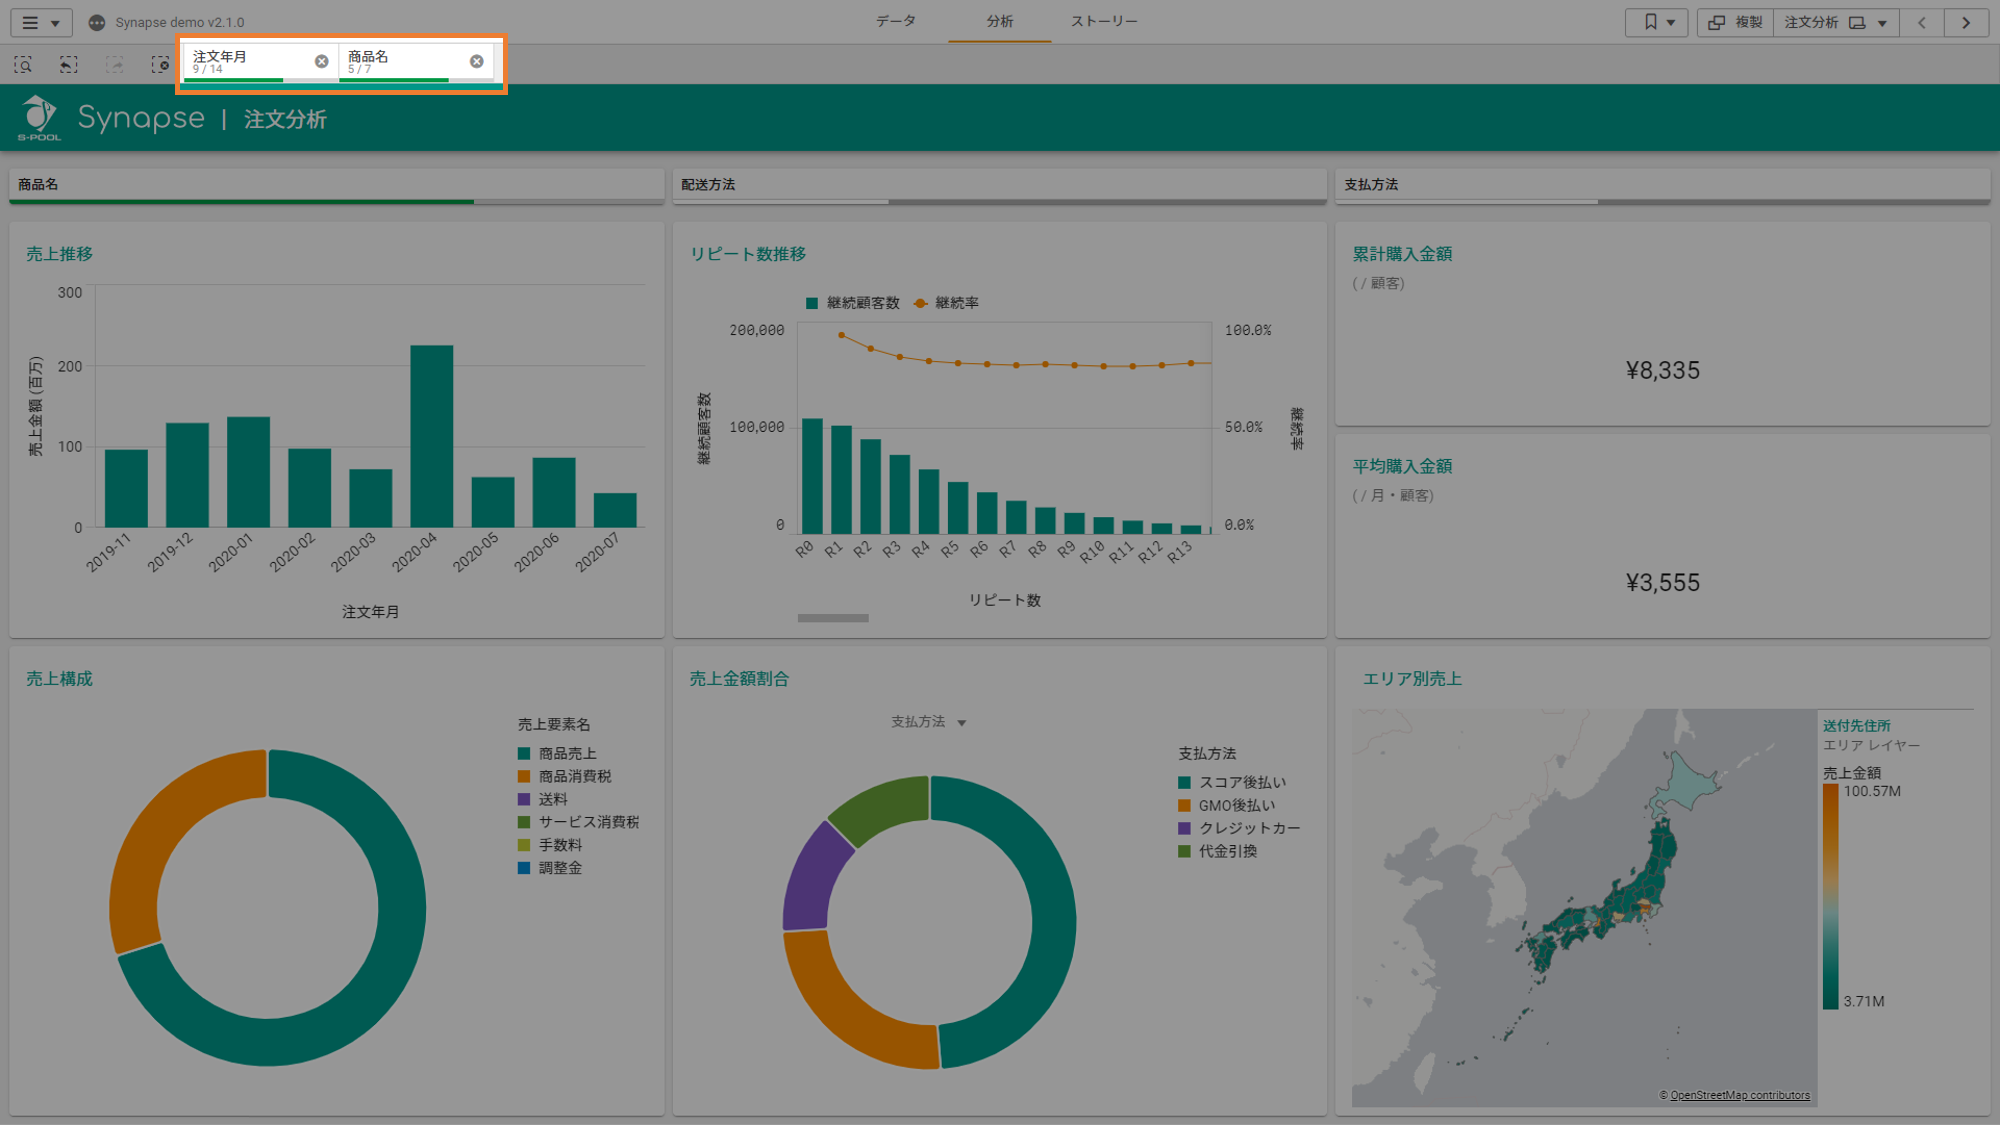 Synapse demo v2.1.0
データ
分析
ストーリー
複製
注文分析
注文年月
9 / 14
商品名
5 / 7
S-POOL
Synapse | 注文分析
商品名
配送方法
支払方法
売上推移
300
200
100
0
売上金額 (百万)
2019-11
2019-12
2020-01
2020-02
2020-03
2020-04
2020-05
2020-06
2020-07
注文年月
リピート数推移
継続顧客数
継続率
200,000
100,000
0
継続顧客数
100.0%
50.0%
0.0%
継続率
R0
R1
R2
R3
R4
R5
R6
R7
R8
R9
R10
R11
R12
R13
リピート数
累計購入金額
( / 顧客)
¥8,335
平均購入金額
( / 月・顧客)
¥3,555
売上構成
売上要素名
商品売上
商品消費税
送料
サービス消費税
手数料
調整金
売上金額割合
支払方法
支払方法
スコア後払い
GMO後払い
クレジットカー
代金引換
エリア別売上
送付先住所
エリア レイヤー
売上金額
100.57M
3.71M
© OpenStreetMap contributors